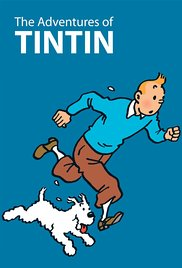 The Adventures of
TINTIN